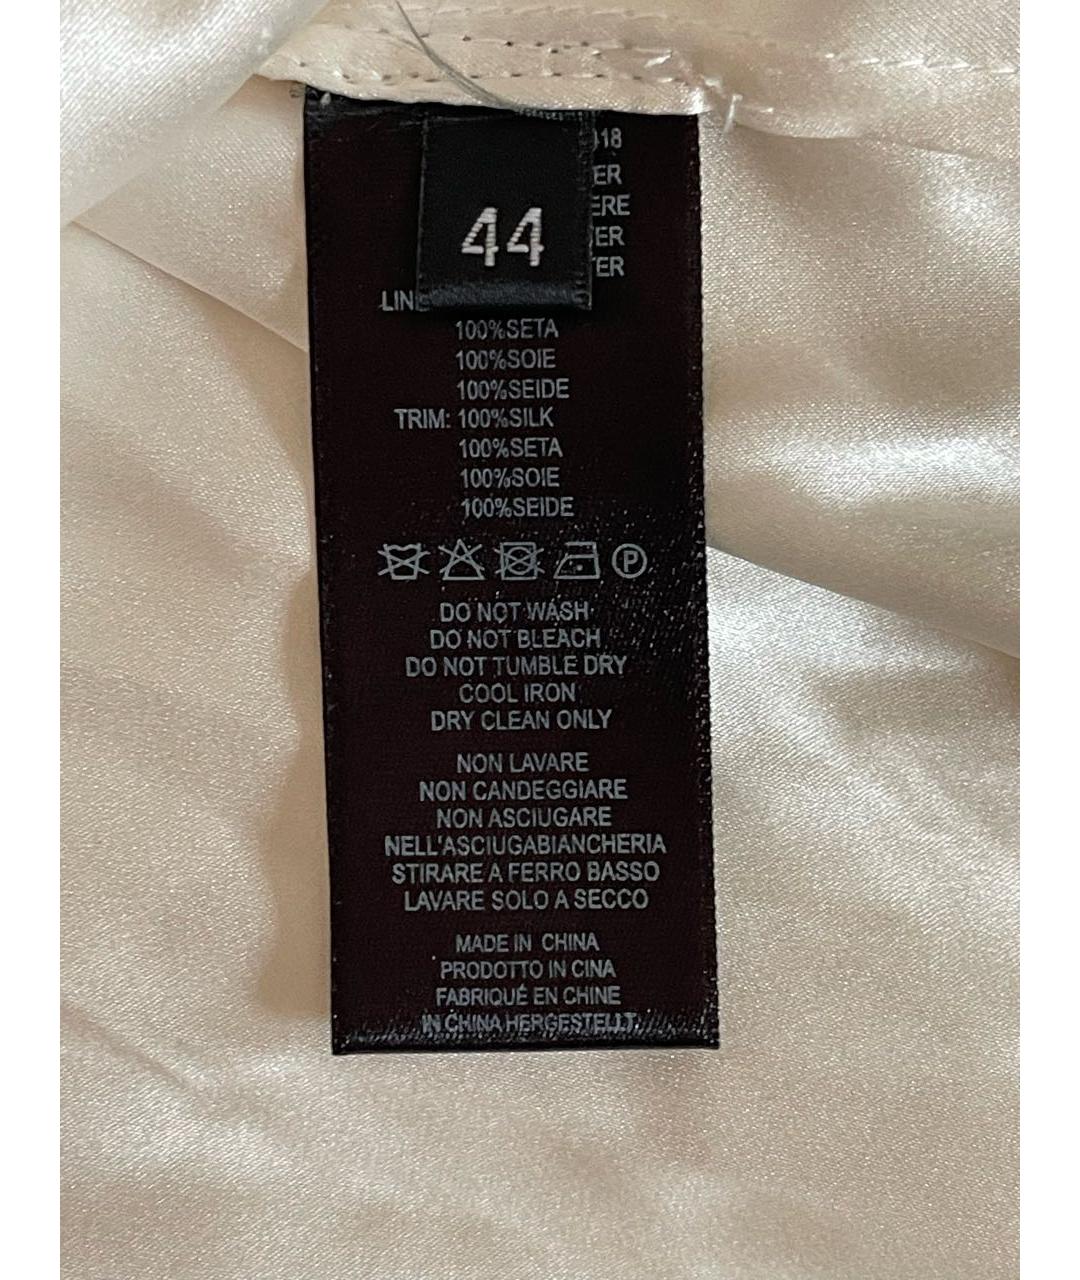 44
100%SETA
100%SOIE
100%SEIDE
TRIM: 100%SILK
100%SETA
100%SOIE
100%SEIDE
P
DO NOT WASH
DO NOT BLEACH
DO NOT TUMBLE DRY
COOL IRON
DRY CLEAN ONLY
NON LAVARE
NON CANDEGGIARE
NON ASCIUGARE
NELL'ASCIUGABIANCHERIA
STIRARE A FERRO BASSO
LAVARE SOLO A SECCO
MADE IN CHINA
PRODOTTO IN CINA
FABRIQUÉ EN CHINE
IN CHINA HERGESTELLT